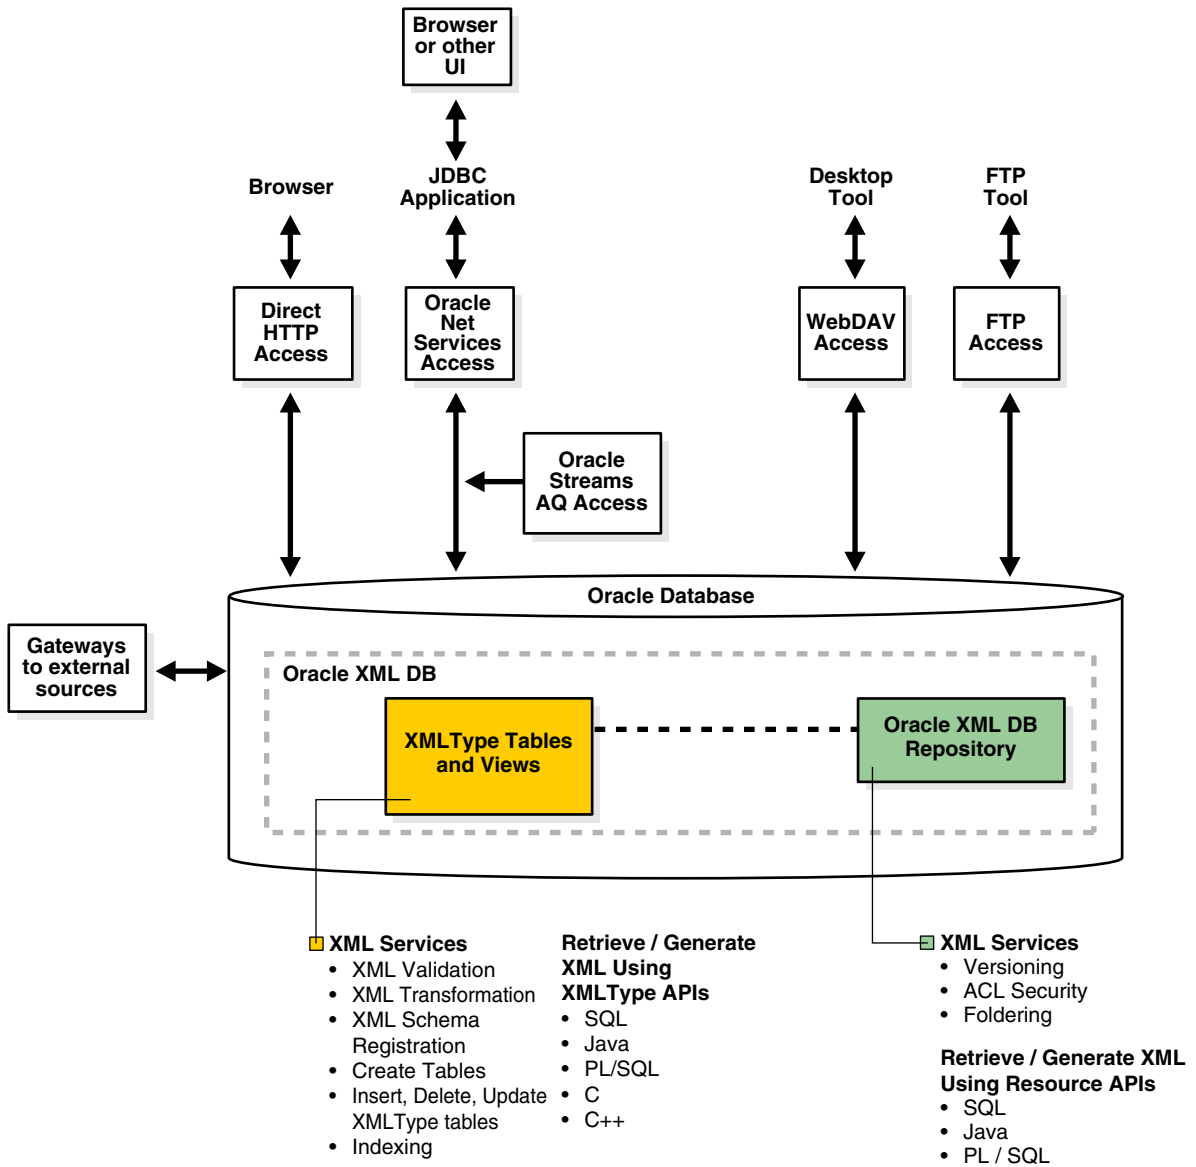 Browser
or other
UI
Browser
JDBC
Application
Desktop
Tool
FTP
Tool
Direct
HTTP
Access
Oracle
Net
Services
Access
WebDAV
Access
FTP
Access
Oracle
Streams
AQ Access
Oracle Database
Gateways
to external
sources
Oracle XML DB
XMLType Tables
and Views
Oracle XML DB
Repository
XML Services
• XML Validation
• XML Transformation
• XML Schema
Registration
• Create Tables
• Insert, Delete, Update
XMLType tables
• Indexing
Retrieve / Generate
XML Using
XMLType APIs
• SQL
• Java
• PL/SQL
• C
• C++
XML Services
• Versioning
• ACL Security
• Foldering
Retrieve / Generate XML
Using Resource APIs
• SQL
• Java
• PL / SQL